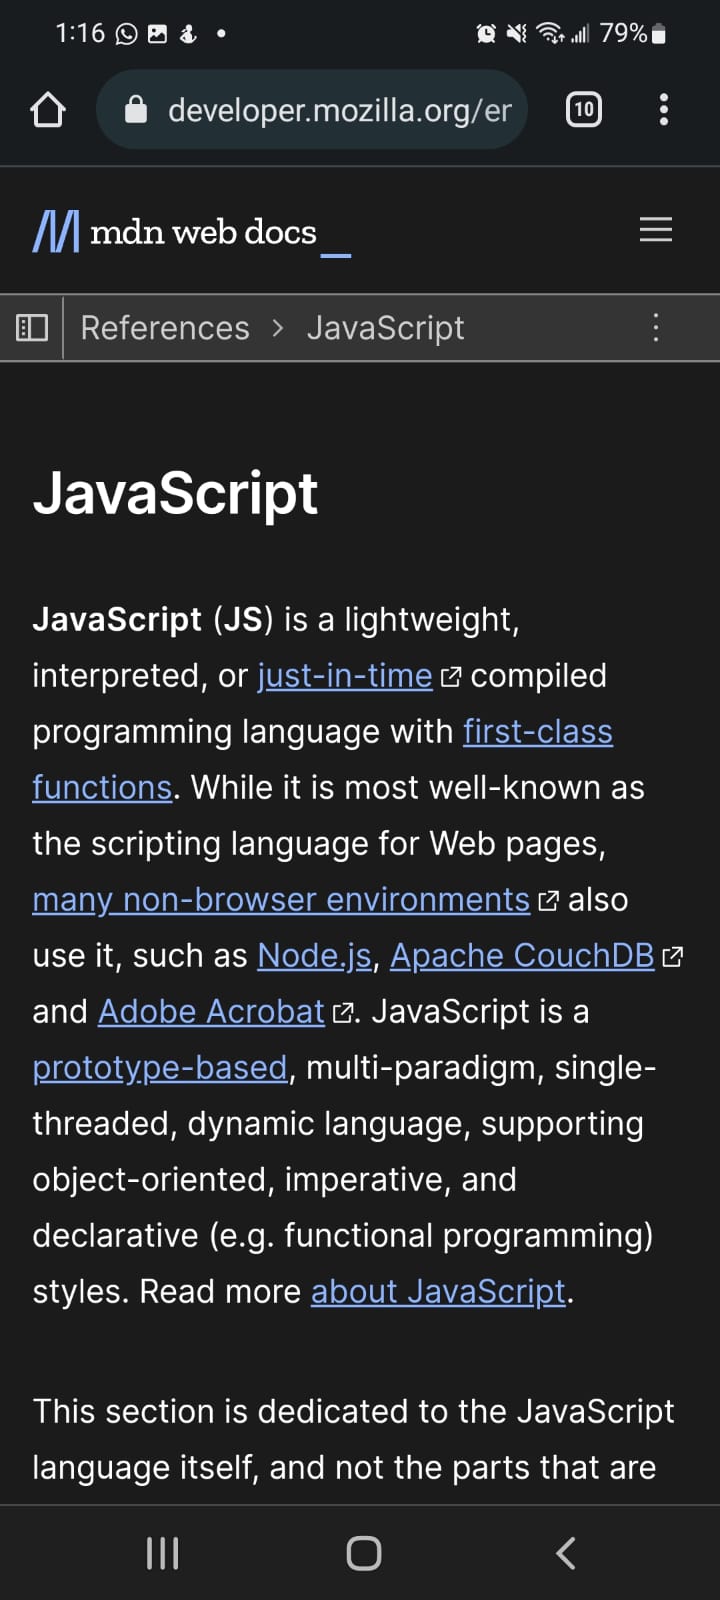 1:16 79%
developer.mozilla.org/er 10
mdn web docs_
References > JavaScript
JavaScript
JavaScript (JS) is a lightweight,
interpreted, or just-in-time compiled
programming language with first-class
functions. While it is most well-known as
the scripting language for Web pages,
many non-browser environments also
use it, such as Node.js, Apache CouchDB
and Adobe Acrobat. JavaScript is a
prototype-based, multi-paradigm, single-
threaded, dynamic language, supporting
object-oriented, imperative, and
declarative (e.g. functional programming)
styles. Read more about JavaScript.
This section is dedicated to the JavaScript
language itself, and not the parts that are